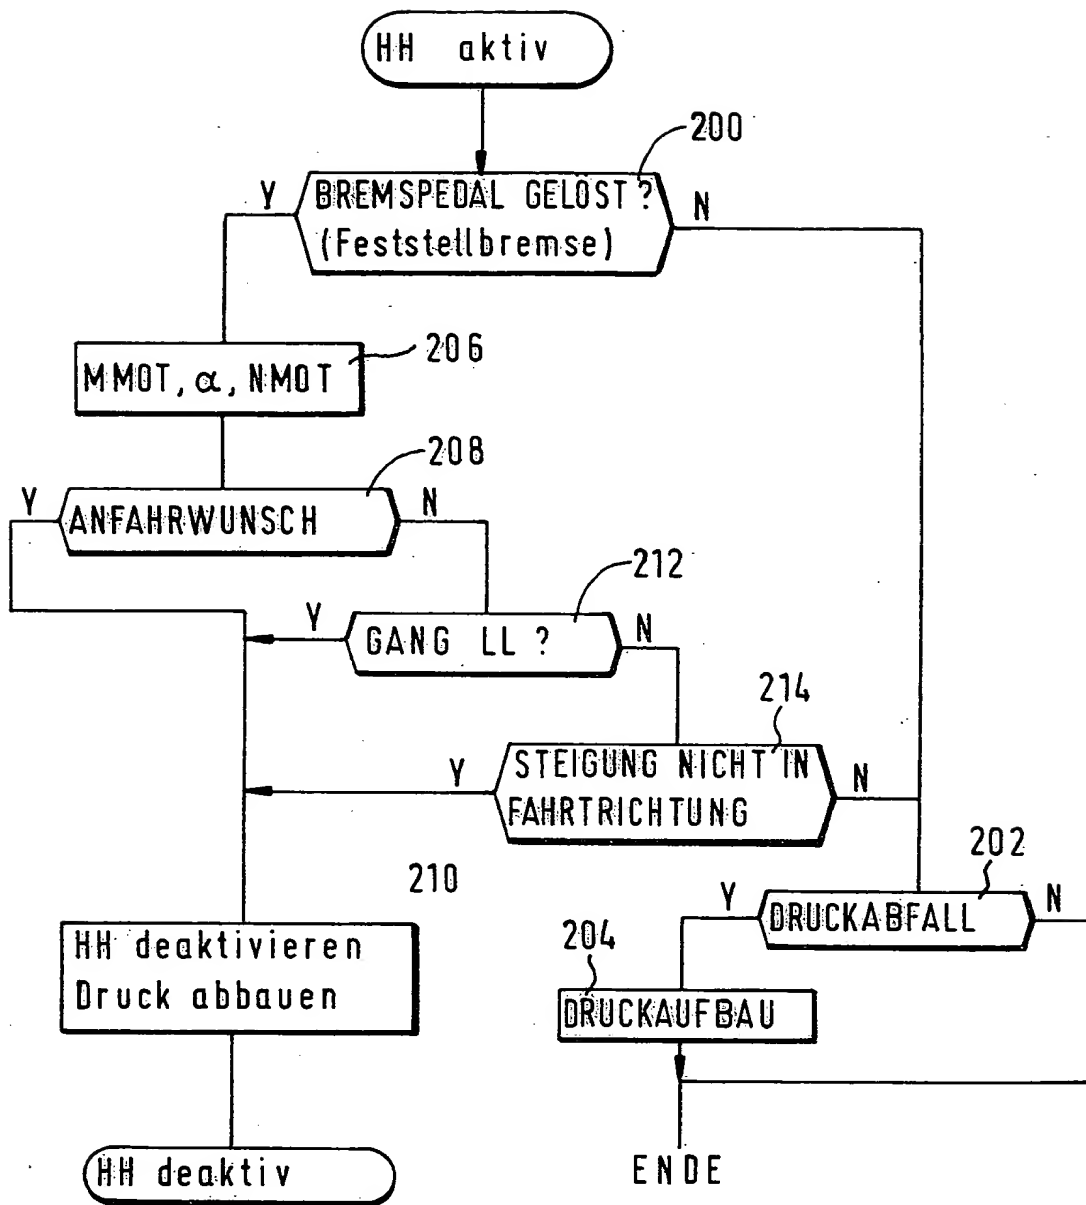 HH aktiv
200
Y
BREMSPEDAL GELÖST ?
N
(Feststellbremse)
206
MMOT, α, NMOT
208
Y
ANFAHRWUNSCH
N
212
Y
GANG LL ?
N
214
Y
STEIGUNG NICHT IN
N
FAHRTRICHTUNG
202
210
Y
DRUCKABFALL
N
HH deaktivieren
Druck abbauen
204
DRUCKAUFBAU
HH deaktiv
ENDE